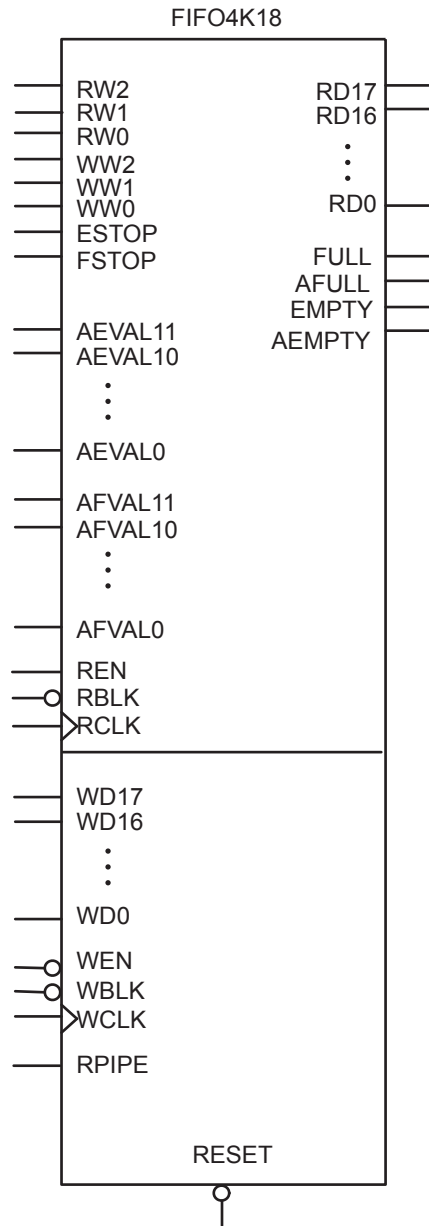 FIFO4K18
RW2
RW1
RW0
WW2
WW1
WW0
ESTOP
FSTOP
RD17
RD16
RD0
FULL
AFULL
EMPTY
AEMPTY
AEVAL11
AEVAL10
AEVAL0
AFVAL11
AFVAL10
AFVAL0
REN
RBLK
RCLK
WD17
WD16
WD0
WEN
WBLK
WCLK
RPIPE
RESET